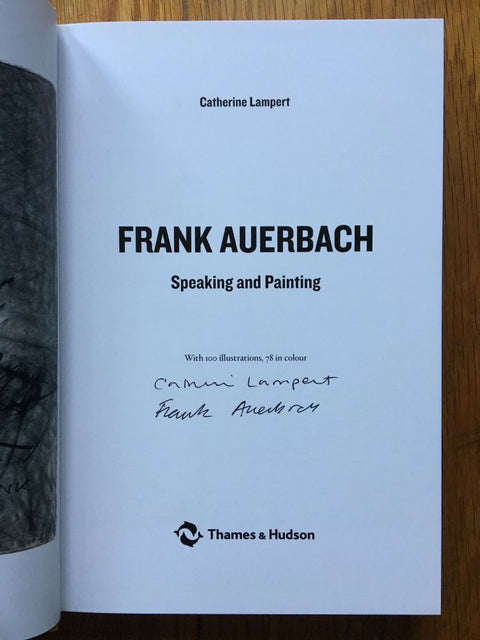 Catherine Lampert
FRANK AUERBACH
Speaking and Painting
With 100 illustrations, 78 in colour
Catherine Lampert
Frank Auerbach
Thames & Hudson